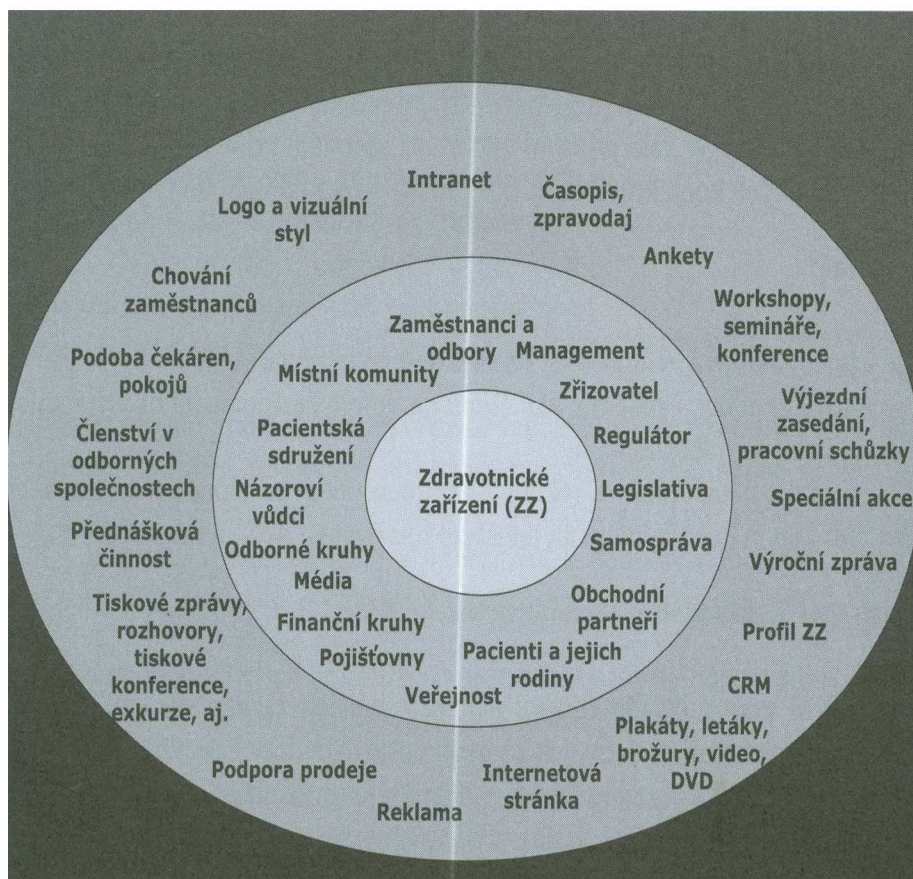 Intranet
Časopis,
zpravodaj
Logo a vizuální
styl
Ankety
Chování
zaměstnanců
Workshopy,
semináře,
konference
Podoba čekáren,
pokojů
Výjezdní
zasedání,
pracovní schůzky
Členství v
odborných
společnostech
Speciální akce
Přednášková
činnost
Výroční zpráva
Tiskové zprávy,
rozhovory,
tiskové
konference,
exkurze, aj.
Profil ZZ
CRM
Plakáty, letáky,
brožury, video,
DVD
Podpora prodeje
Internetová
stránka
Reklama
Zaměstnanci a
odbory
Management
Místní komunity
Zřizovatel
Pacientská
sdružení
Regulátor
Názoroví
vůdci
Legislativa
Odborné kruhy
Samospráva
Média
Obchodní
partneři
Finanční kruhy
Pojišťovny
Pacienti a jejich
rodiny
Veřejnost
Zdravotnické
zařízení (ZZ)